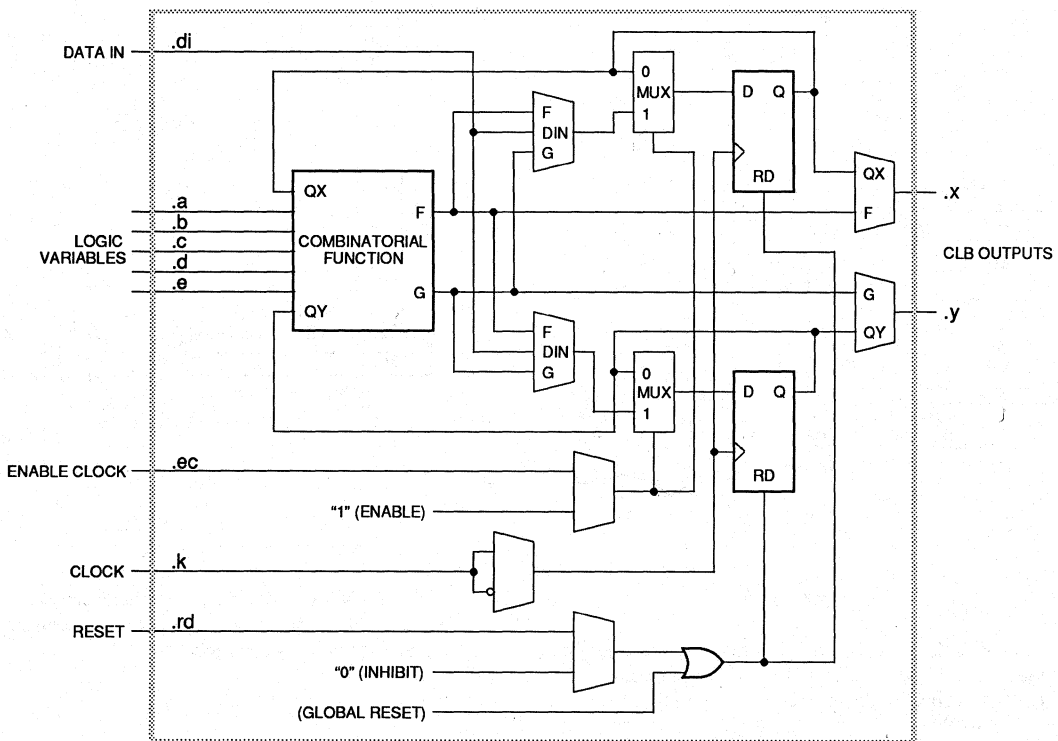 DATA IN
.di
0
MUX
1
D Q
RD
F
DIN
G
QX
F
.x
QX
.a
.b
.c
.d
.e
LOGIC
VARIABLES
COMBINATORIAL
FUNCTION
F
G
QY
CLB OUTPUTS
G
QY
.y
F
DIN
G
0
MUX
1
D Q
RD
ENABLE CLOCK
.ec
“1” (ENABLE)
CLOCK
.k
RESET
.rd
“0” (INHIBIT)
(GLOBAL RESET)